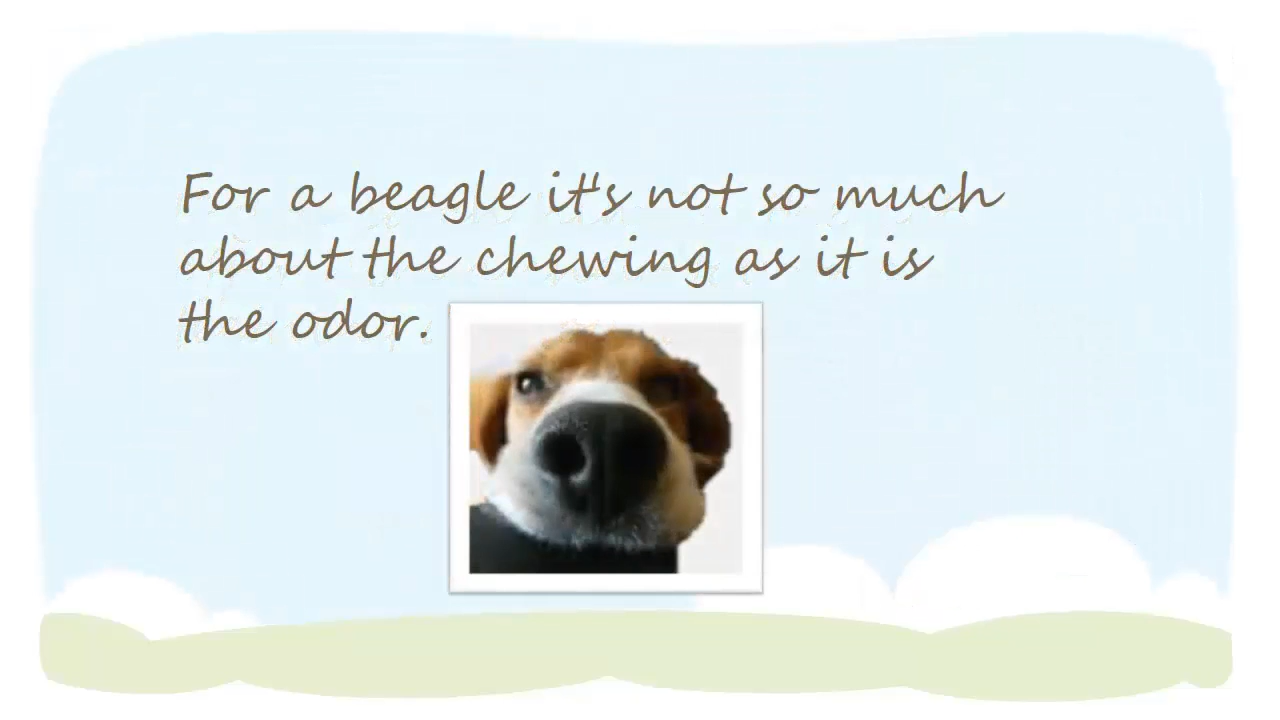 For a beagle it's not so much
about the chewing as it is
the odor.